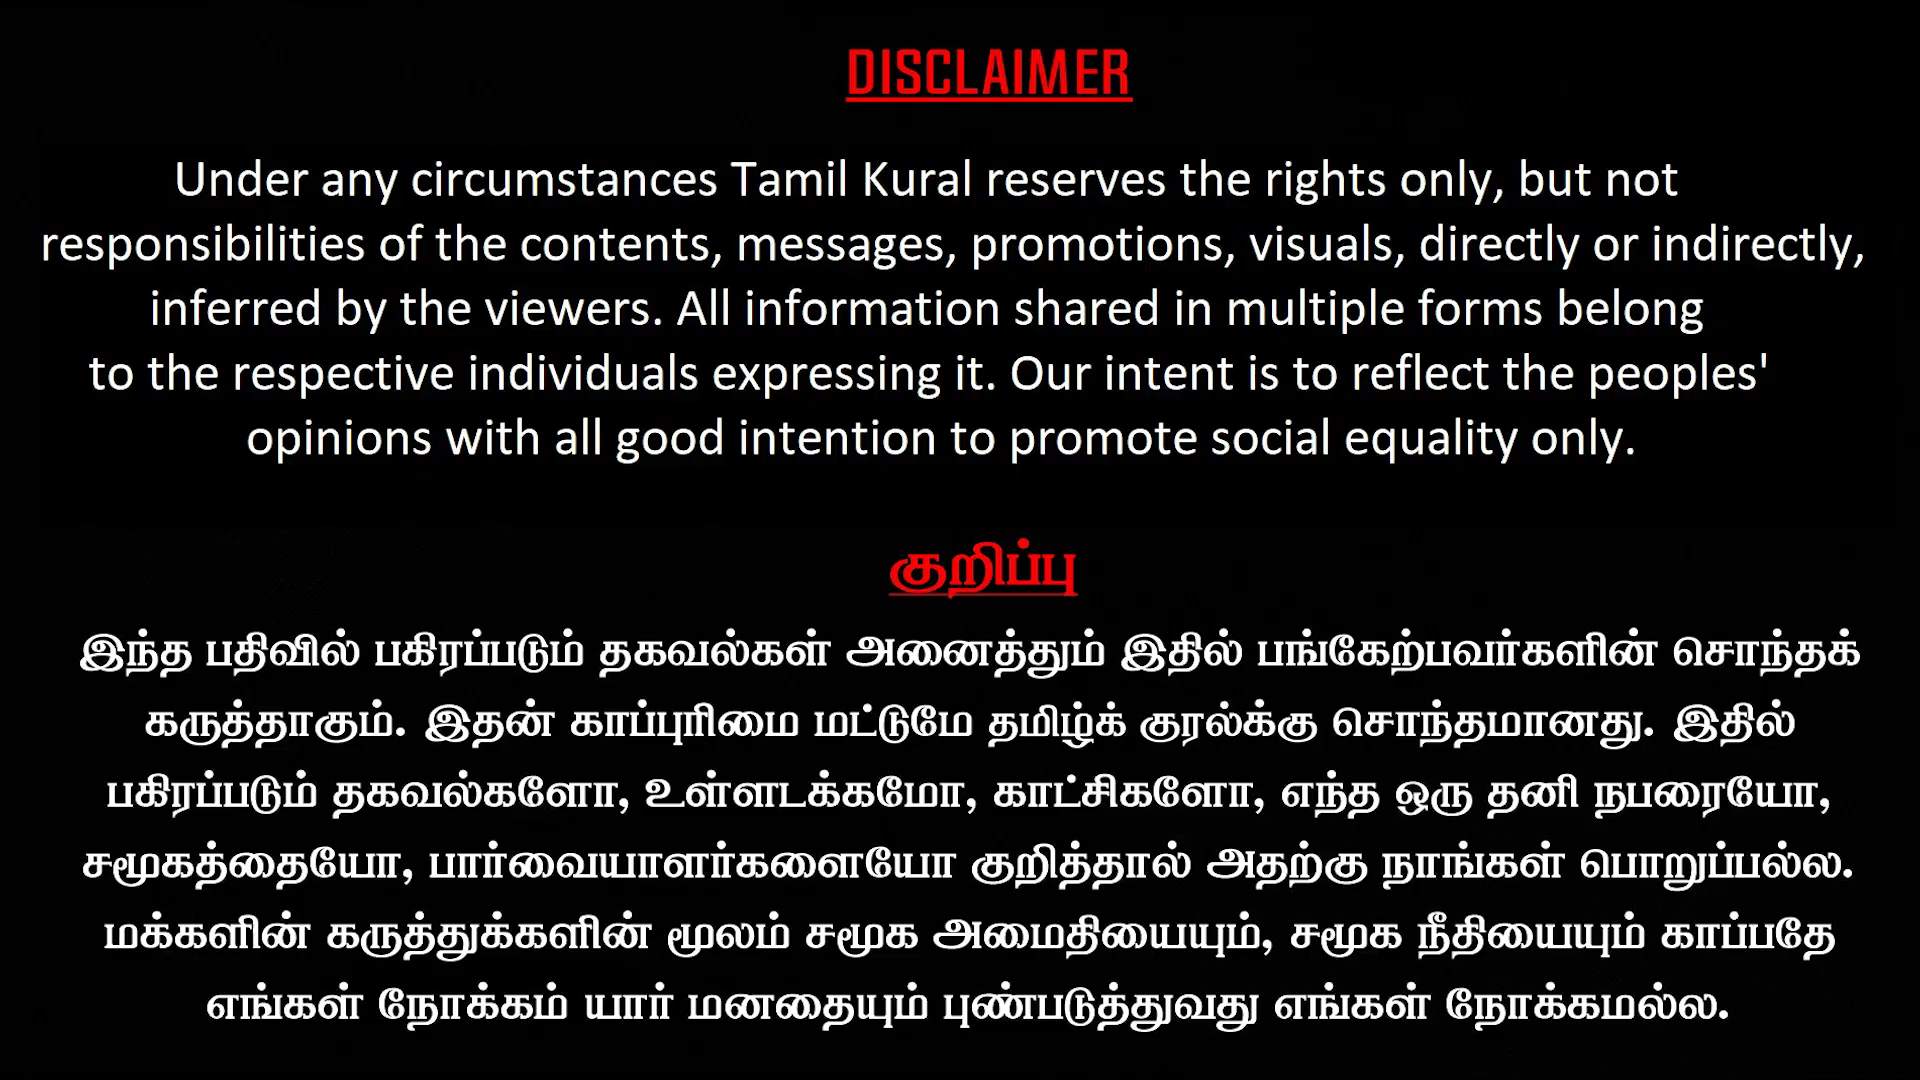 DISCLAIMER
Under any circumstances Tamil Kural reserves the rights only, but not
responsibilities of the contents, messages, promotions, visuals, directly or indirectly,
inferred by the viewers. All information shared in multiple forms belong
to the respective individuals expressing it. Our intent is to reflect the peoples'
opinions with all good intention to promote social equality only.
குறிப்பு
இந்த பதிவில் பகிரப்படும் தகவல்கள் அனைத்தும் இதில் பங்கேற்பவர்களின் சொந்தக்
கருத்தாகும். இதன் காப்புரிமை மட்டுமே தமிழ்க் குரல்க்கு சொந்தமானது. இதில்
பகிரப்படும் தகவல்களோ, உள்ளடக்கமோ, காட்சிகளோ, எந்த ஒரு தனி நபரையோ,
சமூகத்தையோ, பார்வையாளர்களையோ குறித்தால் அதற்கு நாங்கள் பொறுப்பல்ல.
மக்களின் கருத்துக்களின் மூலம் சமூக அமைதியையும், சமூக நீதியையும் காப்பதே
எங்கள் நோக்கம் யார் மனதையும் புண்படுத்துவது எங்கள் நோக்கமல்ல.